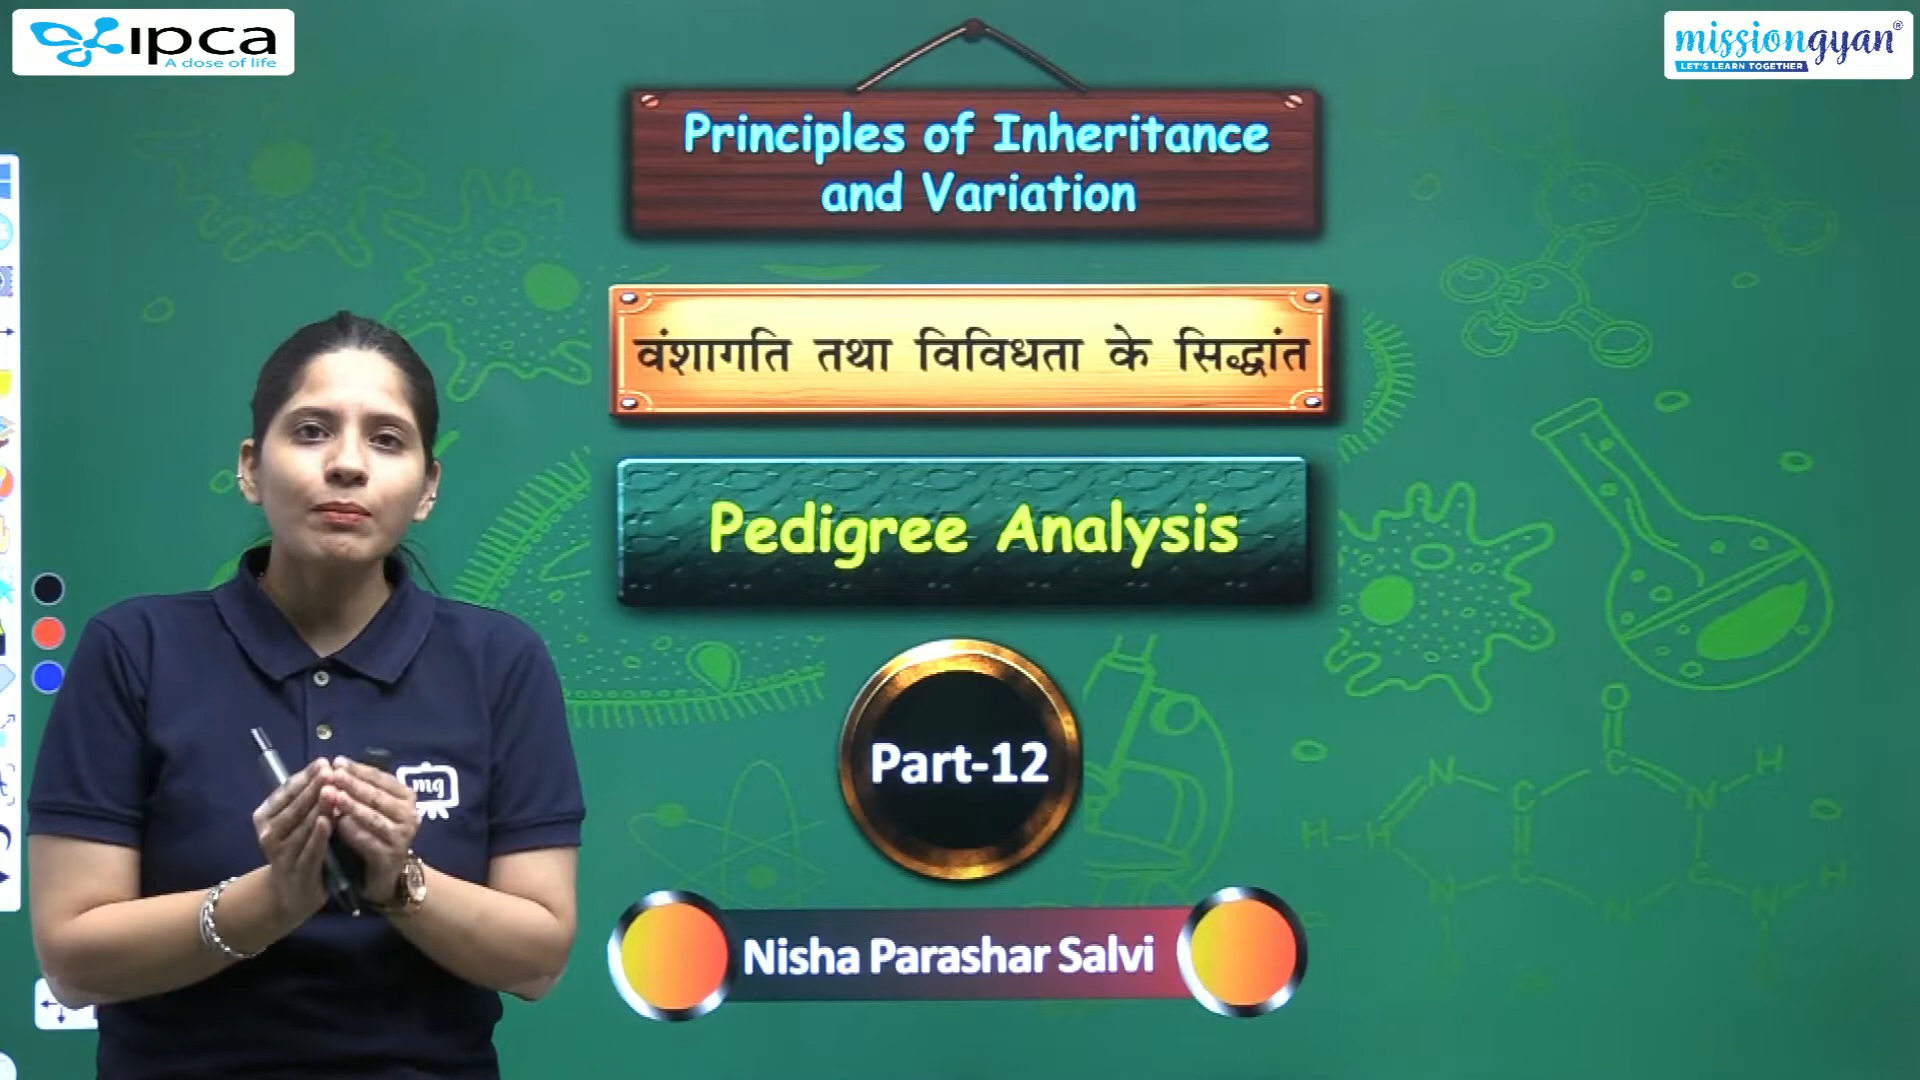 ipca
A dose of life
missiongyan®
LET'S LEARN TOGETHER
Principles of Inheritance
and Variation
वंशागति तथा विविधता के सिद्धांत
Pedigree Analysis
Part-12
mg
Nisha Parashar Salvi
O
H
N
C
C
N
H-H
C
C
H
N
N
N